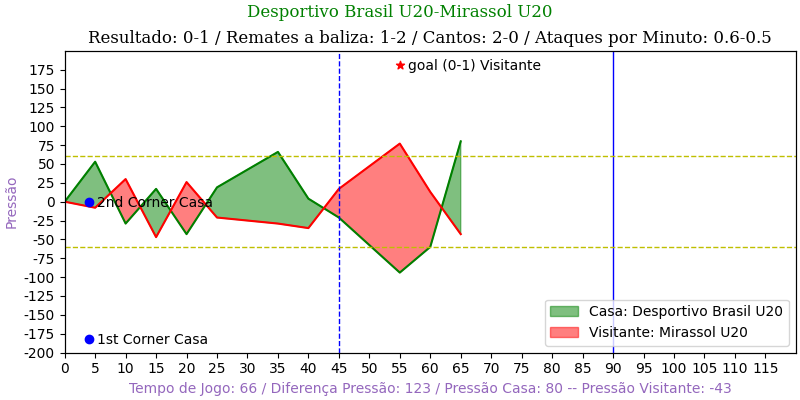 Desportivo Brasil U20-Mirassol U20
Resultado: 0-1 / Remates a baliza: 1-2 / Cantos: 2-0 / Ataques por Minuto: 0.6-0.5
175
150
125
100
75
50
25
0
-25
-50
-75
-100
-125
-150
-175
-200
Pressão
goal (0-1) Visitante
2nd Corner Casa
1st Corner Casa
Casa: Desportivo Brasil U20
Visitante: Mirassol U20
0 5 10 15 20 25 30 35 40 45 50 55 60 65 70 75 80 85 90 95 100 105 110 115
Tempo de Jogo: 66 / Diferença Pressão: 123 / Pressão Casa: 80 -- Pressão Visitante: -43